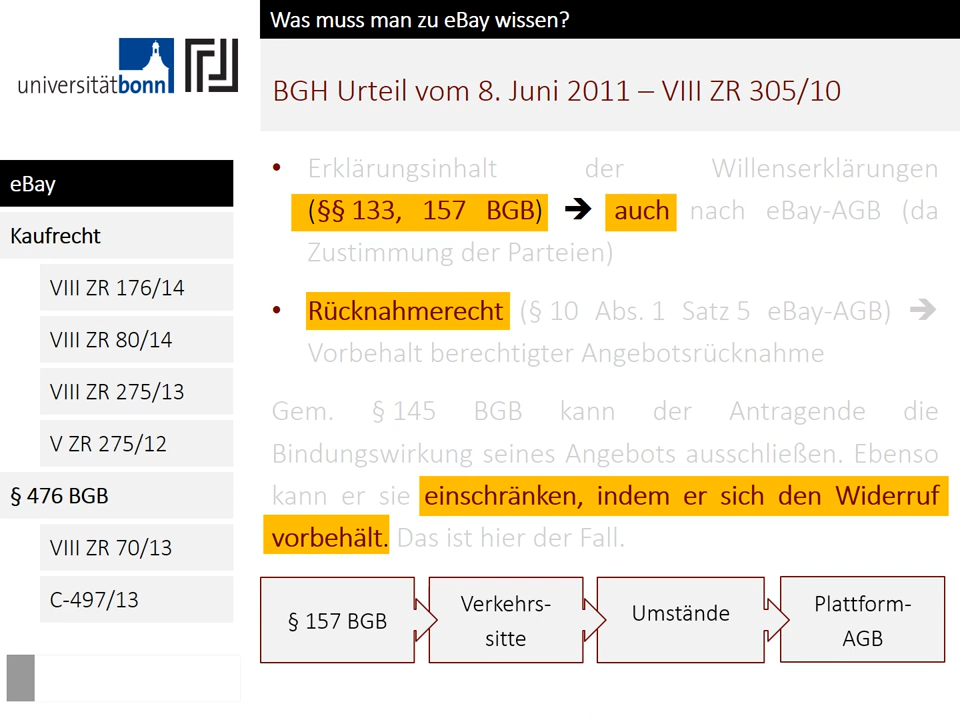 Was muss man zu eBay wissen?
universitätbonn
BGH Urteil vom 8. Juni 2011 – VIII ZR 305/10
eBay
Kaufrecht
VIII ZR 176/14
VIII ZR 80/14
VIII ZR 275/13
V ZR 275/12
§ 476 BGB
VIII ZR 70/13
C-497/13
• Erklärungsinhalt der Willenserklärungen
(§§ 133, 157 BGB) ➔ auch nach eBay-AGB (da
Zustimmung der Parteien)
• Rücknahmerecht (§ 10 Abs. 1 Satz 5 eBay-AGB) ➔
Vorbehalt berechtigter Angebotsrücknahme
Gem. § 145 BGB kann der Antragende die
Bindungswirkung seines Angebots ausschließen. Ebenso
kann er sie einschränken, indem er sich den Widerruf
vorbehält. Das ist hier der Fall.
§ 157 BGB
Verkehrs-
sitte
Umstände
Plattform-
AGB